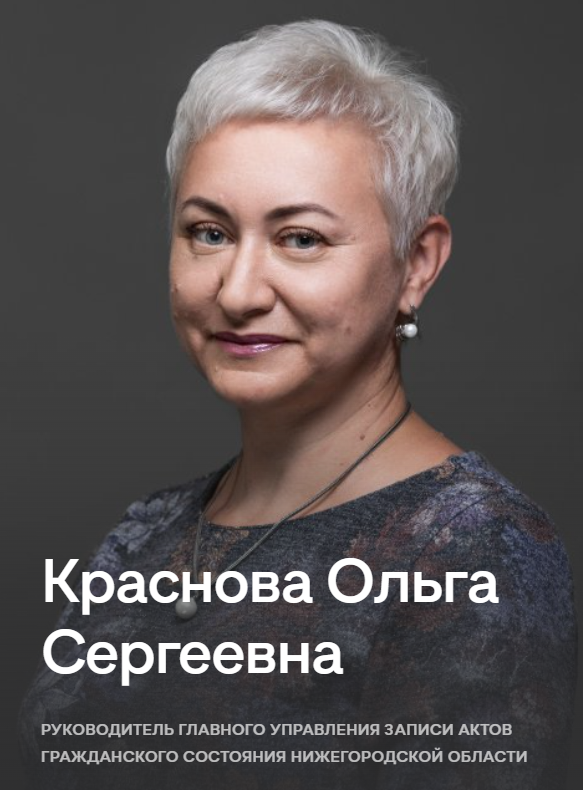 Краснова Ольга
Сергеевна
РУКОВОДИТЕЛЬ ГЛАВНОГО УПРАВЛЕНИЯ ЗАПИСИ АКТОВ
ГРАЖДАНСКОГО СОСТОЯНИЯ НИЖЕГОРОДСКОЙ ОБЛАСТИ